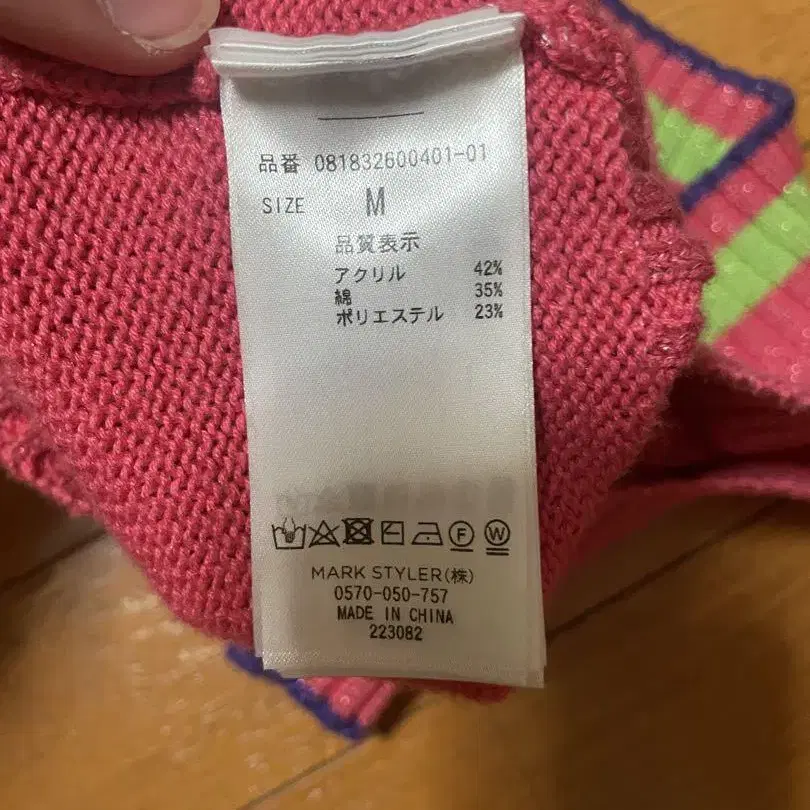 品番 081832600401-01
SIZE M
品質表示
アクリル 42%
綿 35%
ポリエステル 23%
F W
MARK STYLER(株)
0570-050-757
MADE IN CHINA
223082